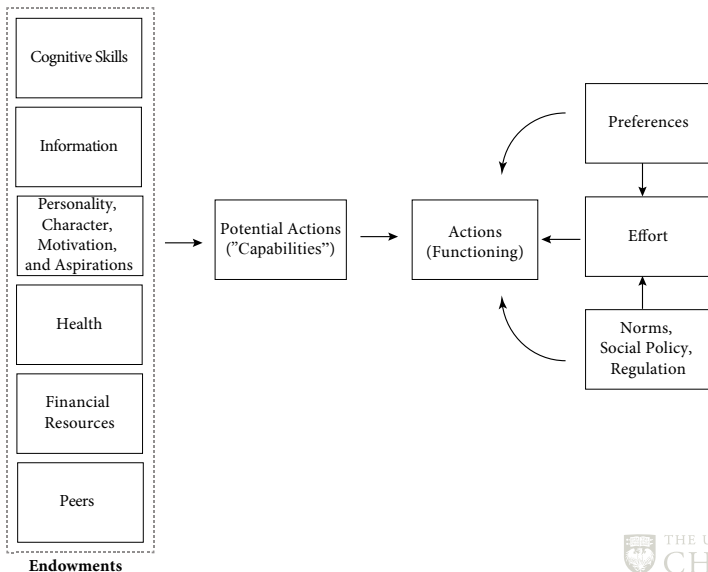 Cognitive Skills
Information
Personality,
Character,
Motivation,
and Aspirations
Health
Financial
Resources
Peers
Endowments
Potential Actions
(”Capabilities”)
Actions
(Functioning)
Preferences
Effort
Norms,
Social Policy,
Regulation
THE U
CH